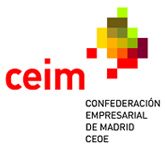 ceim
CONFEDERACIÓN
EMPRESARIAL
DE MADRID
CEOE